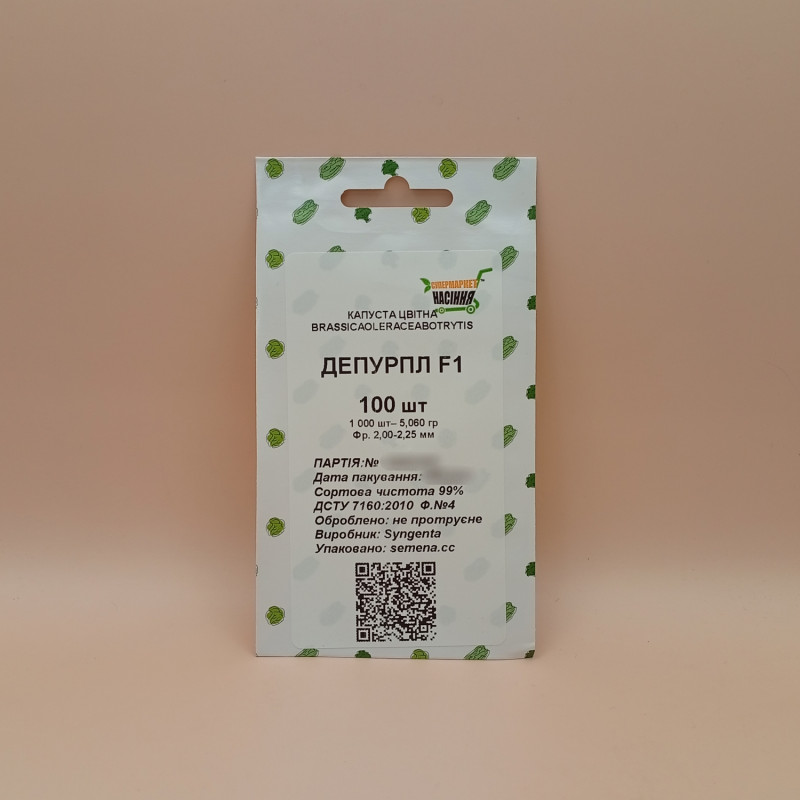 СУПЕРМАРКЕТ
НАСІННЯ
КАПУСТА ЦВІТНА
BRASSICAOLERACEABOTRYTIS
ДЕПУРПЛ F1
100 шт
1 000 шт– 5,060 гр
Фр. 2,00-2,25 мм
ПАРТІЯ:№
Дата пакування:
Сортова чистота 99%
ДСТУ 7160:2010 Ф.№4
Оброблено: не протруєне
Виробник: Syngenta
Упаковано: semena.cc